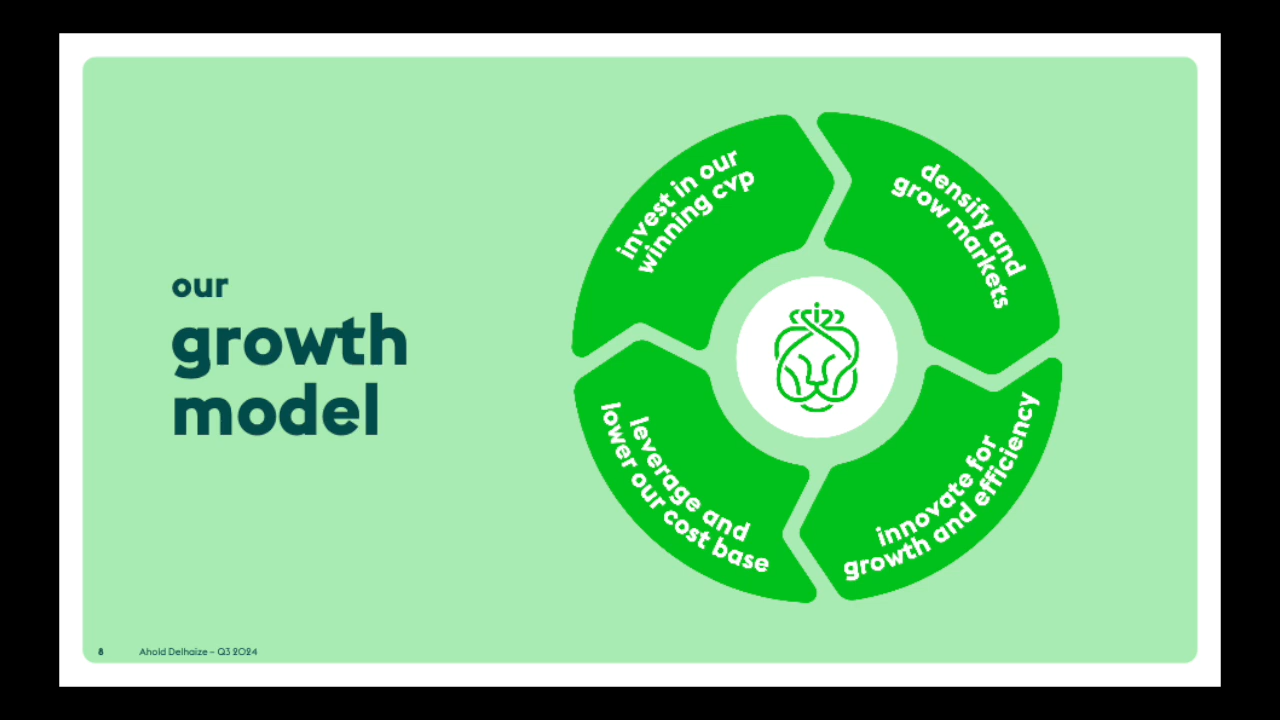 our
growth
model
invest in our
winning cvp
densify and
grow markets
innovate for
growth and efficiency
leverage and
lower our cost base
8
Ahold Delhaize – Q3 2024